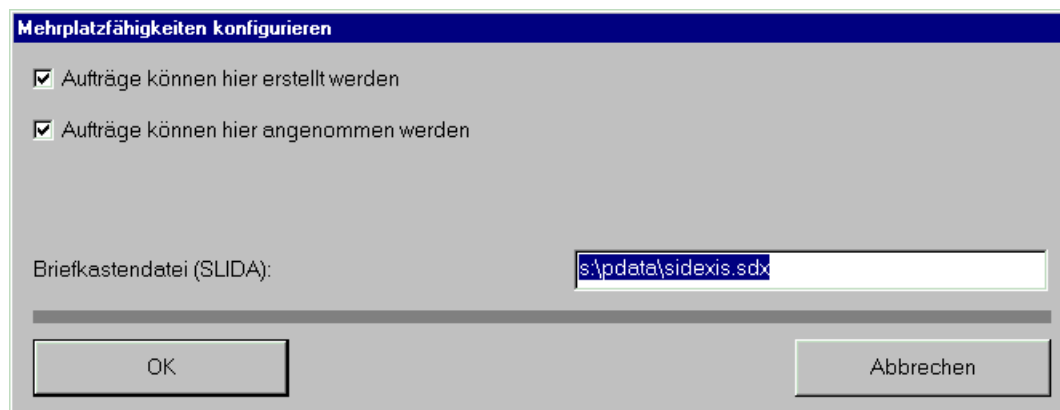 Mehrplatzfähigkeiten konfigurieren
Aufträge können hier erstellt werden
Aufträge können hier angenommen werden
Briefkastendatei (SLIDA): s:\pdata\sidexis.sdx
OK Abbrechen